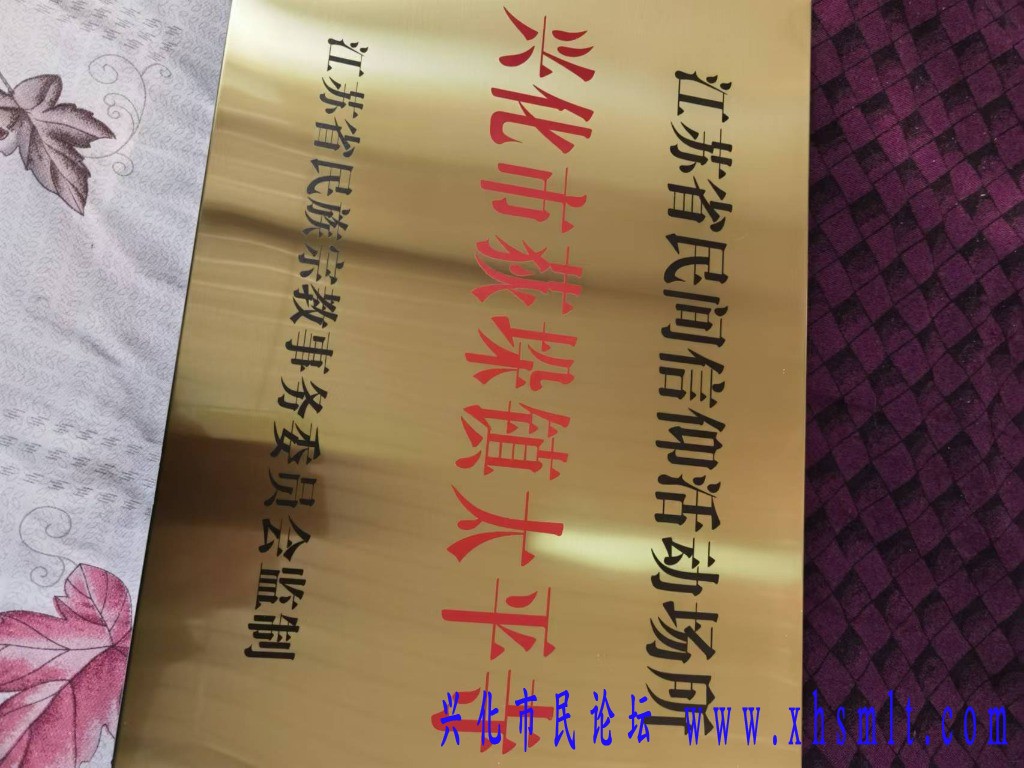 江苏省民间信仰活动场所
兴化市荻垛镇太平
江苏省民族宗教事务委员会监制
兴化市民论坛 www.xhsmlt.com